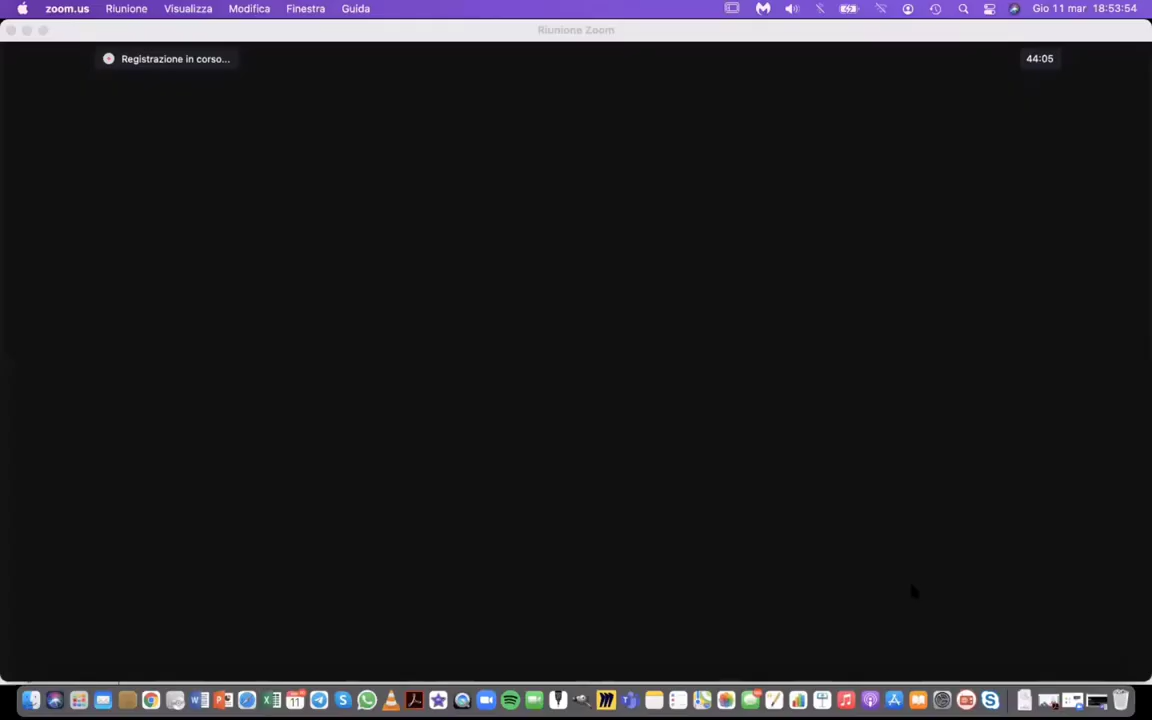 zoom.us Riunione Visualizza Modifica Finestra Guida Gio 11 mar 18:53:54
Riunione Zoom
Registrazione in corso...
44:05